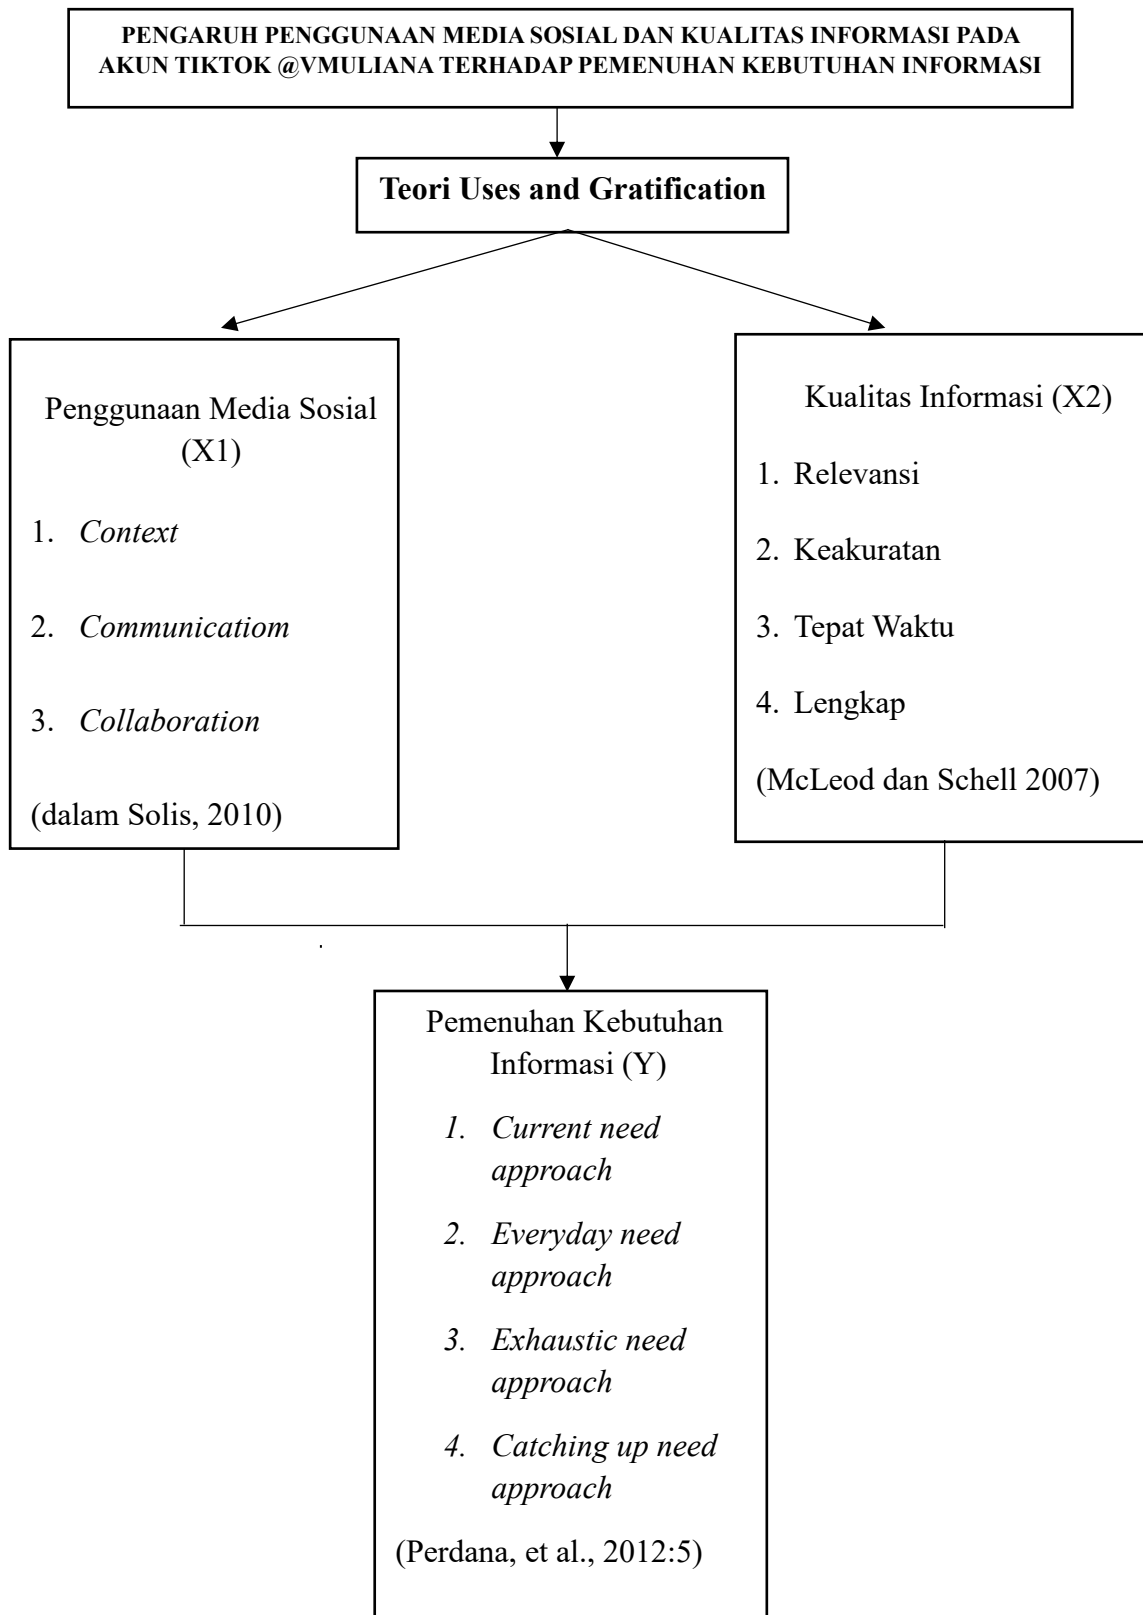 PENGARUH PENGGUNAAN MEDIA SOSIAL DAN KUALITAS INFORMASI PADA
AKUN TIKTOK @VMULIANA TERHADAP PEMENUHAN KEBUTUHAN INFORMASI
Teori Uses and Gratification
Penggunaan Media Sosial
(X1)
1. Context
2. Communicatiom
3. Collaboration
(dalam Solis, 2010)
Kualitas Informasi (X2)
1. Relevansi
2. Keakuratan
3. Tepat Waktu
4. Lengkap
(McLeod dan Schell 2007)
Pemenuhan Kebutuhan
Informasi (Y)
1. Current need
approach
2. Everyday need
approach
3. Exhaustic need
approach
4. Catching up need
approach
(Perdana, et al., 2012:5)